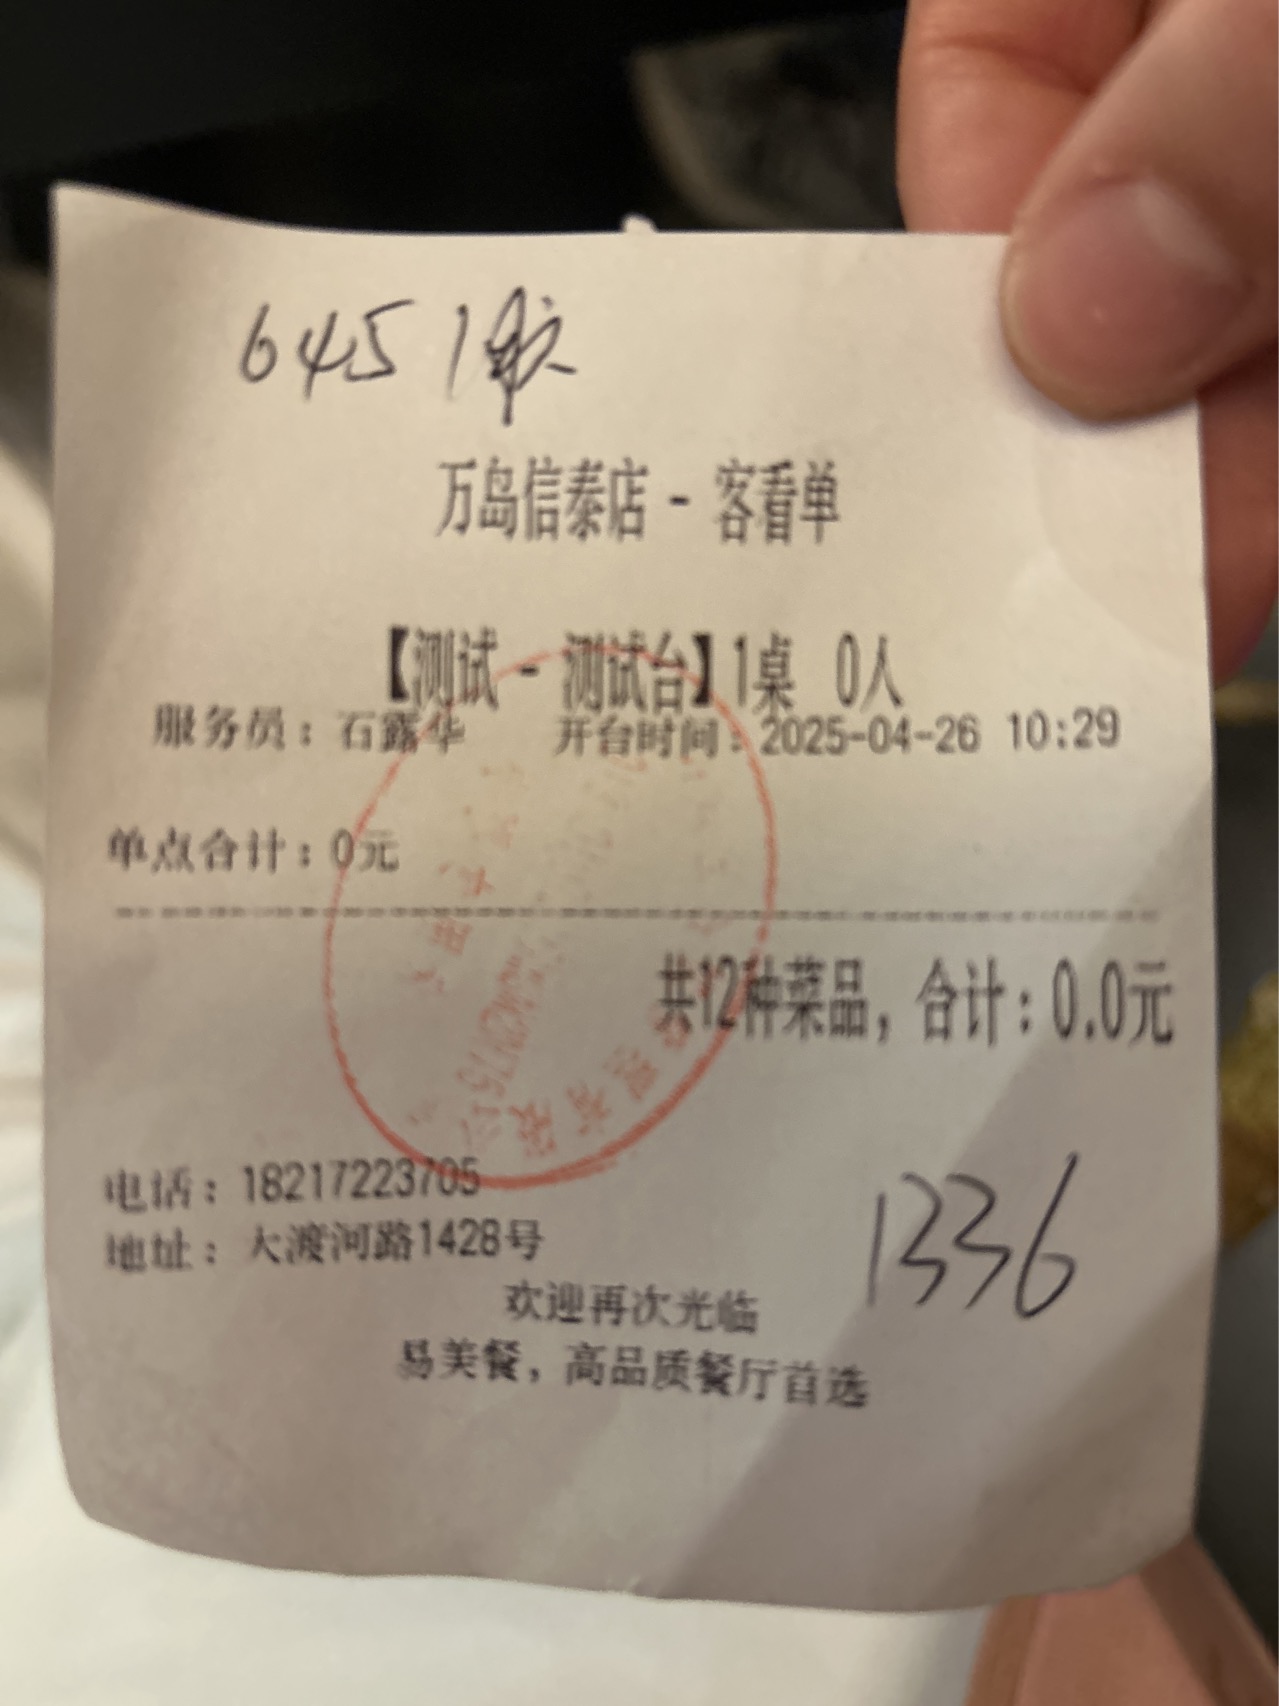 645 1
万岛信泰店 - 客看单
【测试 - 测试台】1桌 0人
服务员：石露华 开台时间：2025-04-26 10:29
单点合计：0元
共12种菜品，合计：0.0元
电话：18217223705
地址：大渡河路1428号
1336
欢迎再次光临
易美餐，高品质餐厅首选